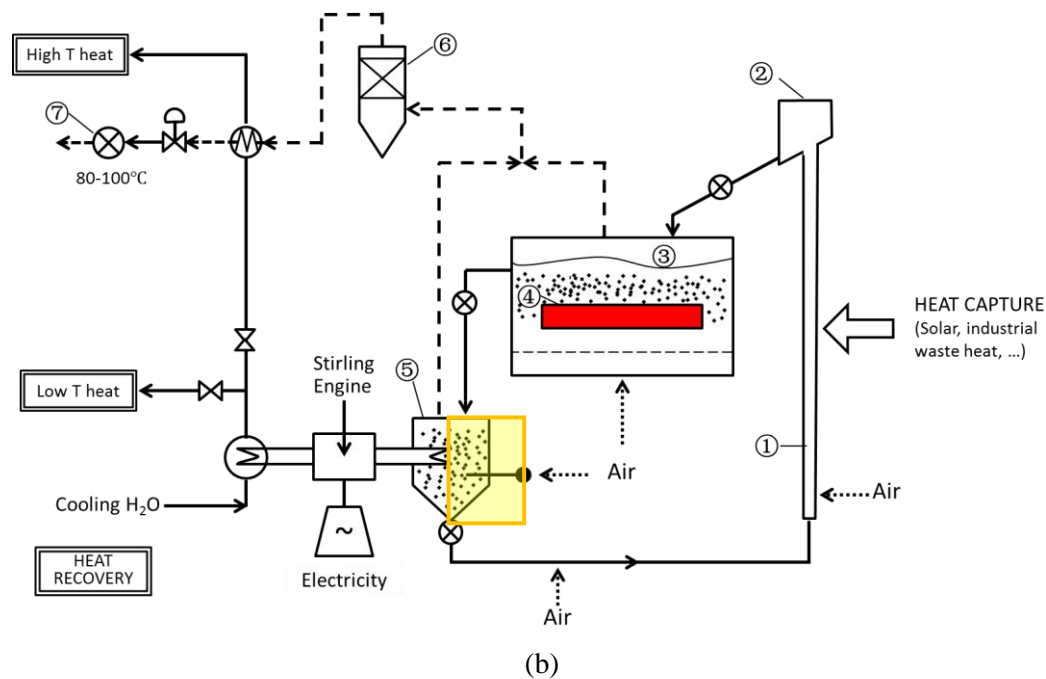 High T heat
⑥
②
⑦
80-100℃
③
④
HEAT CAPTURE
(Solar, industrial
waste heat, ...)
Stirling
Engine
Low T heat
⑤
①
Air
Air
Air
Cooling H₂O
~
HEAT
RECOVERY
Electricity
Air
(b)